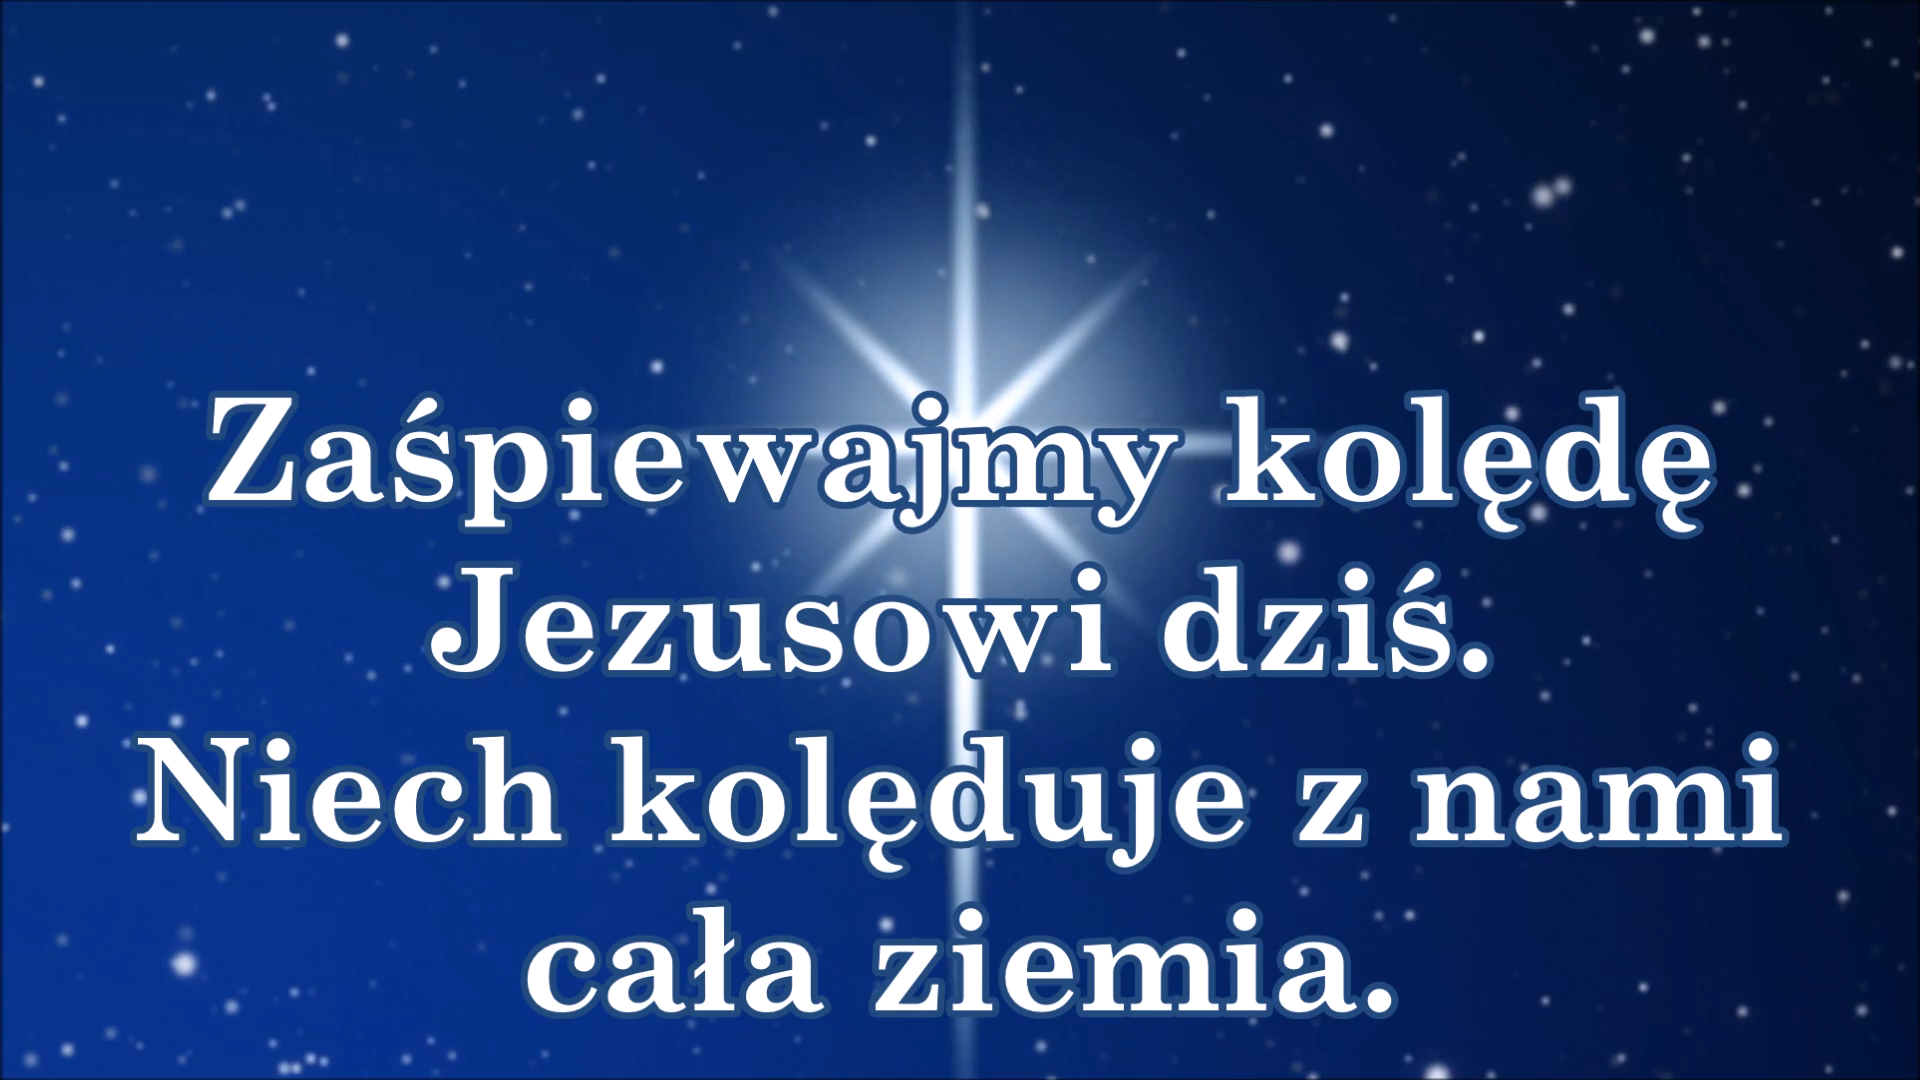 Zaśpiewajmy kolędę
Jezusowi dziś.
Niech kolęduje z nami
cała ziemia.